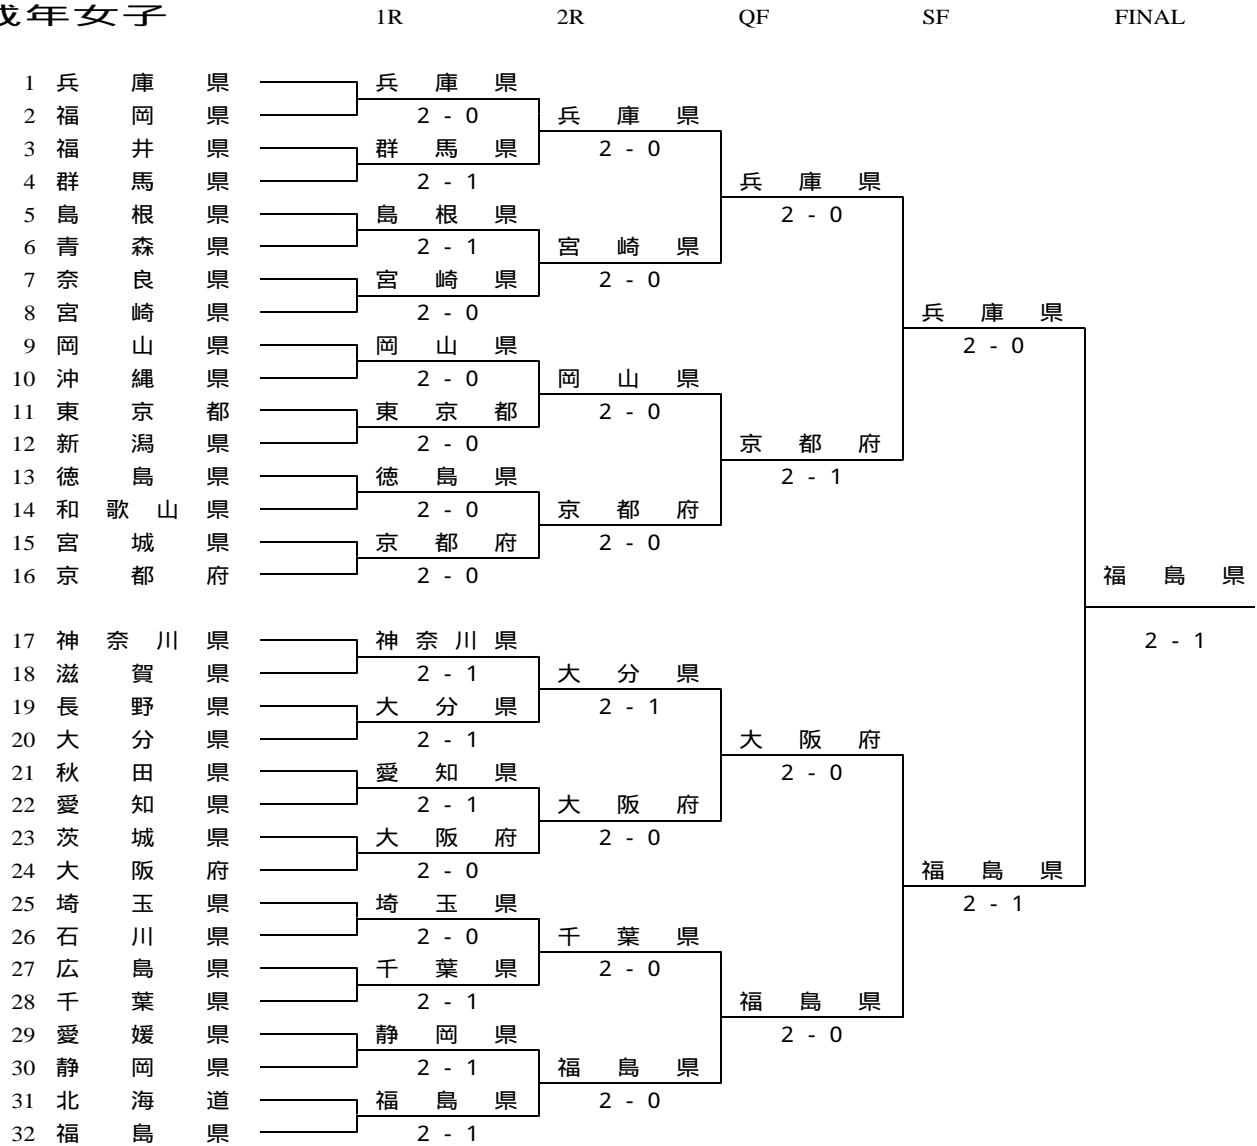 成年女子 1R 2R QF SF FINAL
1 兵庫県 兵庫県
2 福岡県 2 - 0 兵庫県
3 福井県 群馬県 2 - 0
4 群馬県 2 - 1 兵庫県
5 島根県 島根県 2 - 0
6 青森県 2 - 1 宮崎県
7 奈良県 宮崎県 2 - 0
8 宮崎県 2 - 0 兵庫県
9 岡山県 岡山県 2 - 0
10 沖縄県 2 - 0 岡山県
11 東京都 東京都 2 - 0
12 新潟県 2 - 0 京都府
13 徳島県 徳島県 2 - 1
14 和歌山県 2 - 0 京都府
15 宮城県 京都府 2 - 0
16 京都府 2 - 0 福島県
17 神奈川県 神奈川県 2 - 1
18 滋賀県 2 - 1 大分県
19 長野県 大分県 2 - 1
20 大分県 2 - 1 大阪府
21 秋田県 愛知県 2 - 0
22 愛知県 2 - 1 大阪府
23 茨城県 大阪府 2 - 0
24 大阪府 2 - 0 福島県
25 埼玉県 埼玉県 2 - 1
26 石川県 2 - 0 千葉県
27 広島県 千葉県 2 - 0
28 千葉県 2 - 1 福島県
29 愛媛県 静岡県 2 - 0
30 静岡県 2 - 1 福島県
31 北海道 福島県 2 - 0
32 福島県 2 - 1